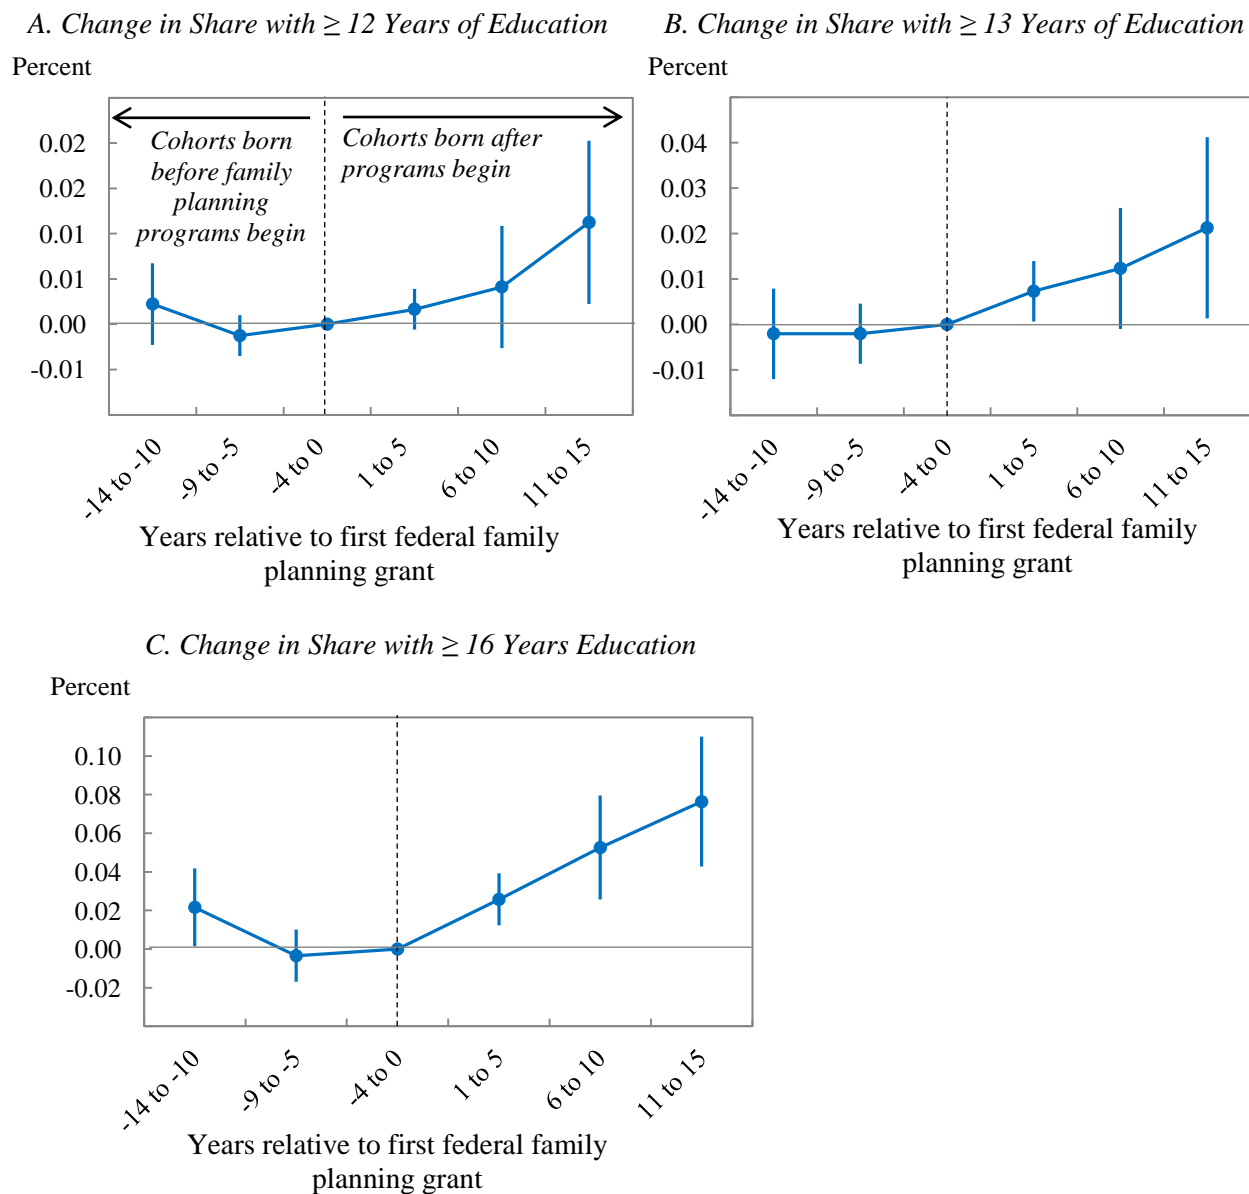 A. Change in Share with ≥ 12 Years of Education
Percent
0.02
0.02
0.01
0.01
0.00
-0.01
Cohorts born
before family
planning
programs begin
Cohorts born after
programs begin
-14 to -10
-9 to -5
-4 to 0
1 to 5
6 to 10
11 to 15
Years relative to first federal family
planning grant
B. Change in Share with ≥ 13 Years of Education
Percent
0.04
0.03
0.02
0.01
0.00
-0.01
-14 to -10
-9 to -5
-4 to 0
1 to 5
6 to 10
11 to 15
Years relative to first federal family
planning grant
C. Change in Share with ≥ 16 Years Education
Percent
0.10
0.08
0.06
0.04
0.02
0.00
-0.02
-14 to -10
-9 to -5
-4 to 0
1 to 5
6 to 10
11 to 15
Years relative to first federal family
planning grant